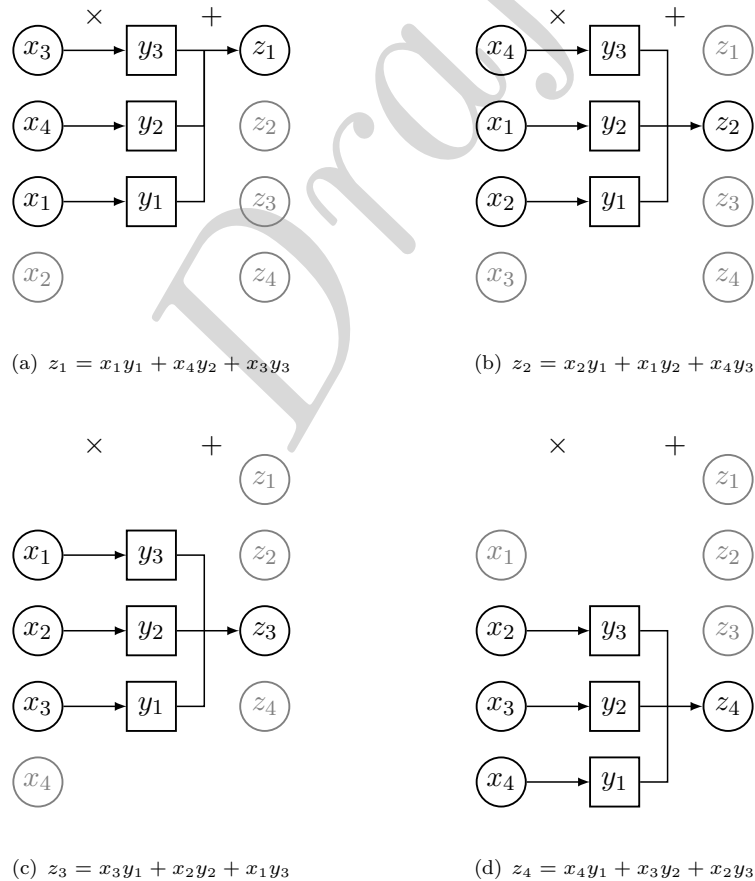 × +
x₃ y₃ z₁
x₄ y₂ z₂
x₁ y₁ z₃
x₂ z₄
(a) z₁ = x₁y₁ + x₄y₂ + x₃y₃
× +
x₄ y₃ z₁
x₁ y₂ z₂
x₂ y₁ z₃
x₃ z₄
(b) z₂ = x₂y₁ + x₁y₂ + x₄y₃
× +
z₁
x₁ y₃ z₂
x₂ y₂ z₃
x₃ y₁ z₄
x₄
(c) z₃ = x₃y₁ + x₂y₂ + x₁y₃
× +
z₁
x₁ z₂
x₂ y₃ z₃
x₃ y₂ z₄
x₄ y₁
(d) z₄ = x₄y₁ + x₃y₂ + x₂y₃